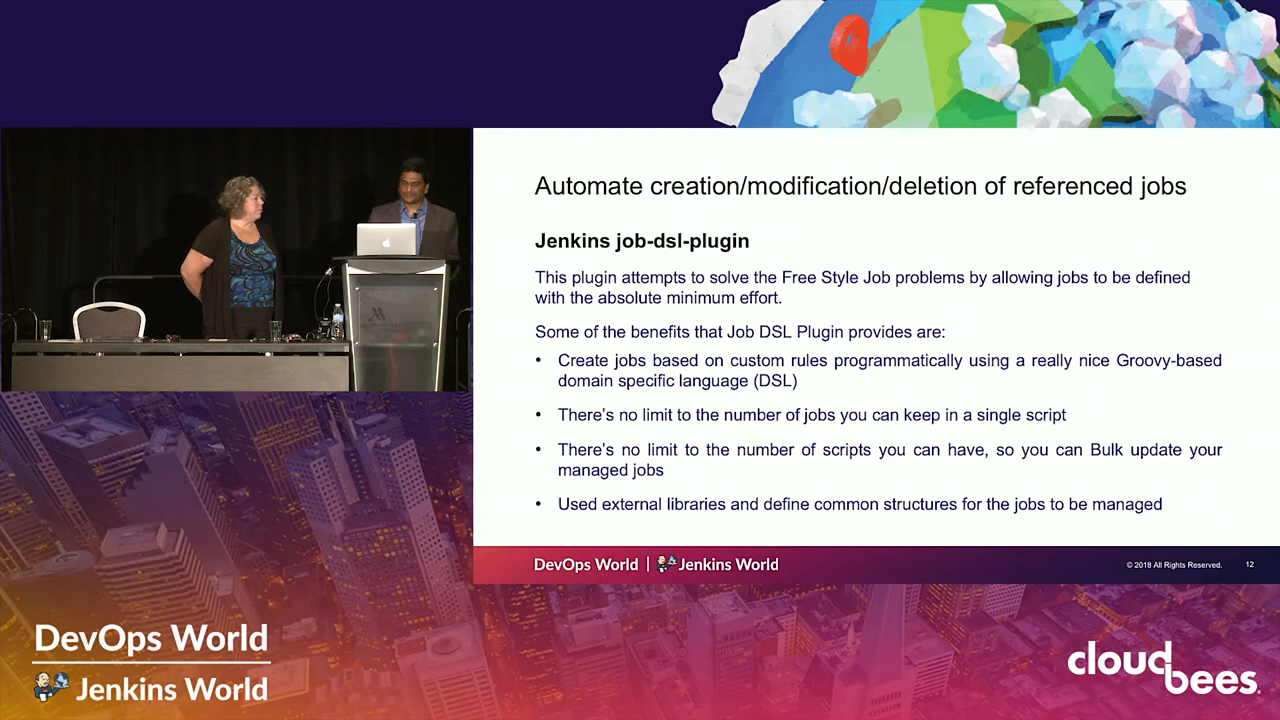 Automate creation/modification/deletion of referenced jobs
Jenkins job-dsl-plugin
This plugin attempts to solve the Free Style Job problems by allowing jobs to be defined
with the absolute minimum effort.
Some of the benefits that Job DSL Plugin provides are:
• Create jobs based on custom rules programmatically using a really nice Groovy-based
domain specific language (DSL)
• There’s no limit to the number of jobs you can keep in a single script
• There’s no limit to the number of scripts you can have, so you can Bulk update your
managed jobs
• Used external libraries and define common structures for the jobs to be managed
DevOps World | Jenkins World
© 2018 All Rights Reserved. 12
DevOps World
Jenkins World
cloud
bees.